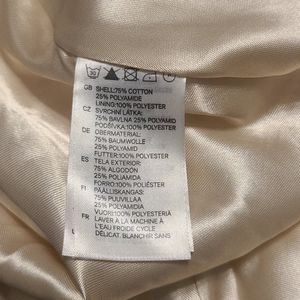 30
GB SHELL:75% COTTON
25% POLYAMIDE
LINING:100% POLYESTER
CZ SVRCHNÍ LÁTKA:
75% BAVLNA 25% POLYAMID
PODŠÍVKA:100% POLYESTER
DE OBERMATERIAL:
75% BAUMWOLLE
25% POLYAMID
FUTTER:100% POLYESTER
ES TELA EXTERIOR:
75% ALGODÓN
25% POLIAMIDA
FORRO:100% POLIÉSTER
FI PÄÄLLISKANGAS:
75% PUUVILLAA
25% POLYAMIDIA
VUORI:100% POLYESTERIÄ
FR LAVER À LA MACHINE À
L'EAU FROIDE CYCLE
DÉLICAT. BLANCHIR SANS